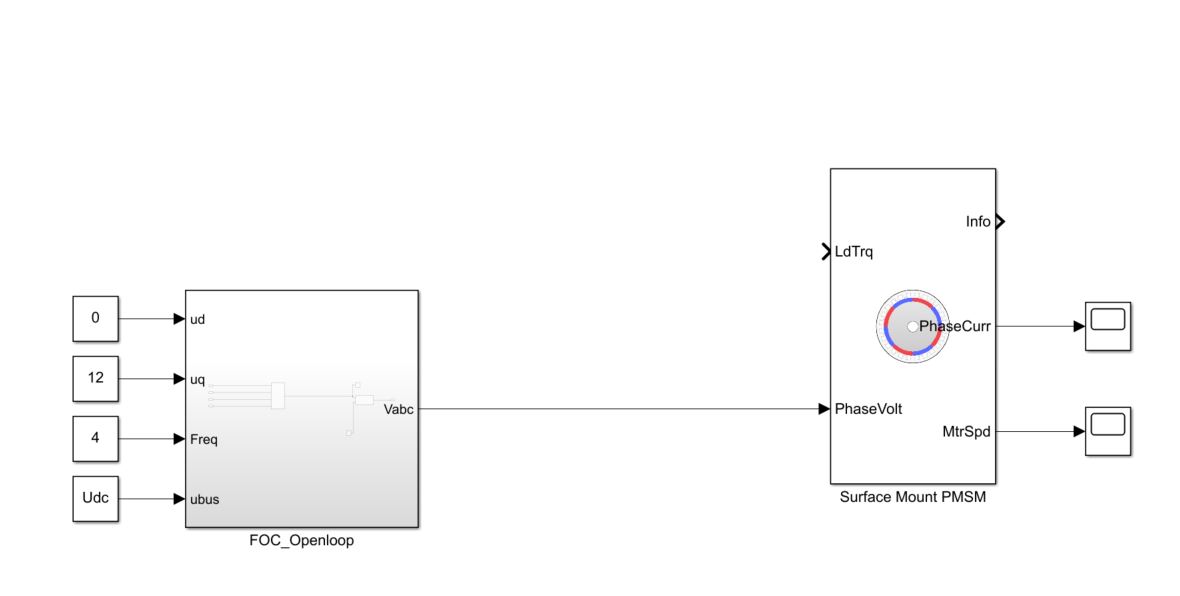 0
ud
12
uq
4
Freq
Udc
ubus
Vabc
FOC_Openloop
LdTrq
PhaseVolt
Info
PhaseCurr
MtrSpd
Surface Mount PMSM